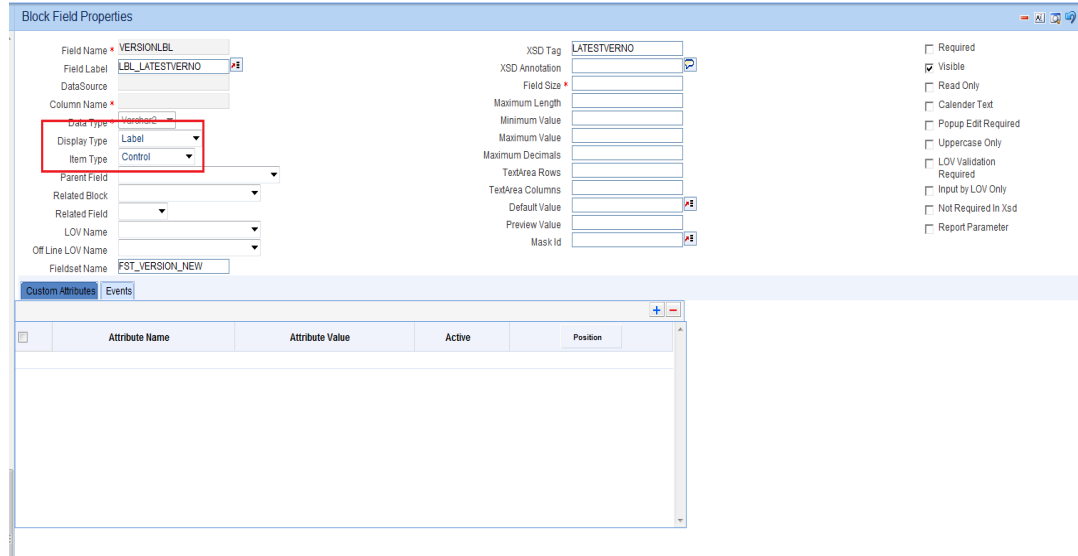 Block Field Properties
Field Name * VERSIONLBL
Field Label LBL_LATESTVERNO
DataSource
Column Name *
Data Type * Varchar2
Display Type Label
Item Type Control
Parent Field
Related Block
Related Field
LOV Name
Off Line LOV Name
Fieldset Name FST_VERSION_NEW
XSD Tag LATESTVERNO
XSD Annotation
Field Size *
Maximum Length
Minimum Value
Maximum Value
Maximum Decimals
TextArea Rows
TextArea Columns
Default Value
Preview Value
Mask Id
Required
Visible
Read Only
Calender Text
Popup Edit Required
Uppercase Only
LOV Validation
Required
Input by LOV Only
Not Required In Xsd
Report Parameter
Custom Attributes Events
Attribute Name Attribute Value Active Position